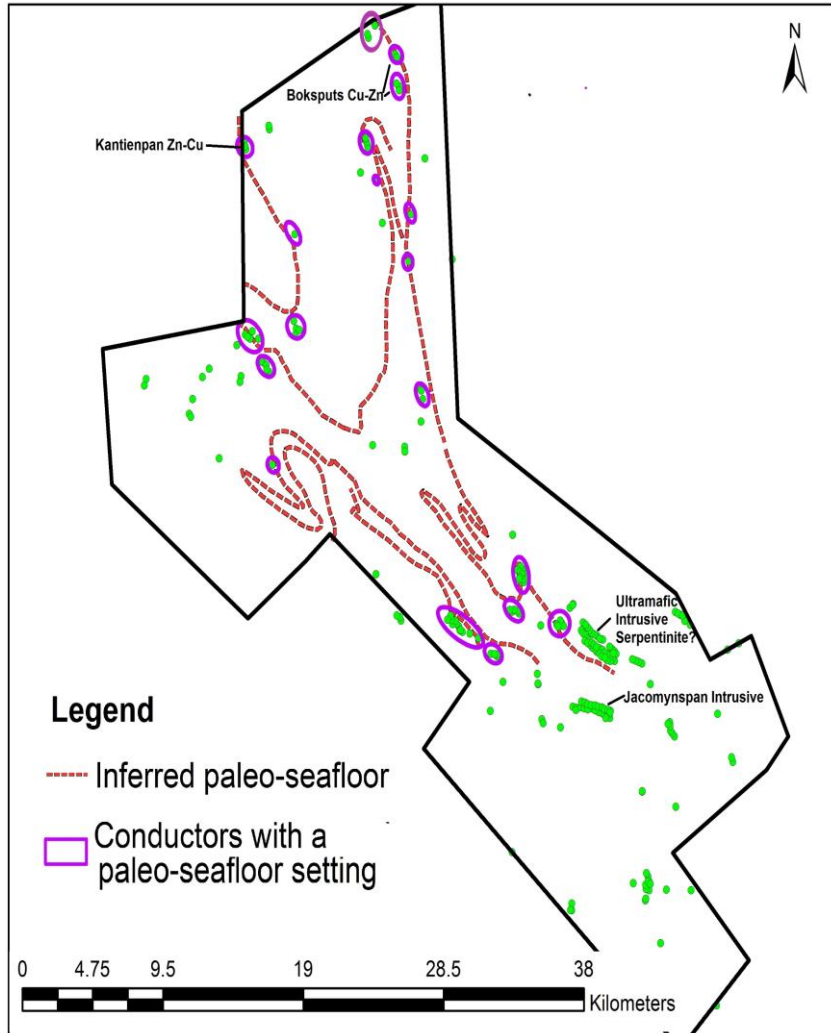 N
Boksputs Cu-Zn
Kantienpan Zn-Cu
Ultramafic
Intrusive
Serpentinite?
Jacomynspan Intrusive
Legend
Inferred paleo-seafloor
Conductors with a
paleo-seafloor setting
0 4.75 9.5 19 28.5 38
Kilometers